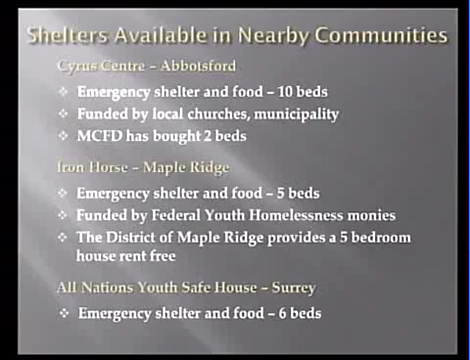 Shelters Available in Nearby Communities
Cyrus Centre – Abbotsford
Emergency shelter and food – 10 beds
Funded by local churches, municipality
MCFD has bought 2 beds
Iron Horse – Maple Ridge
Emergency shelter and food – 5 beds
Funded by Federal Youth Homelessness monies
The District of Maple Ridge provides a 5 bedroom
house rent free
All Nations Youth Safe House – Surrey
Emergency shelter and food – 6 beds